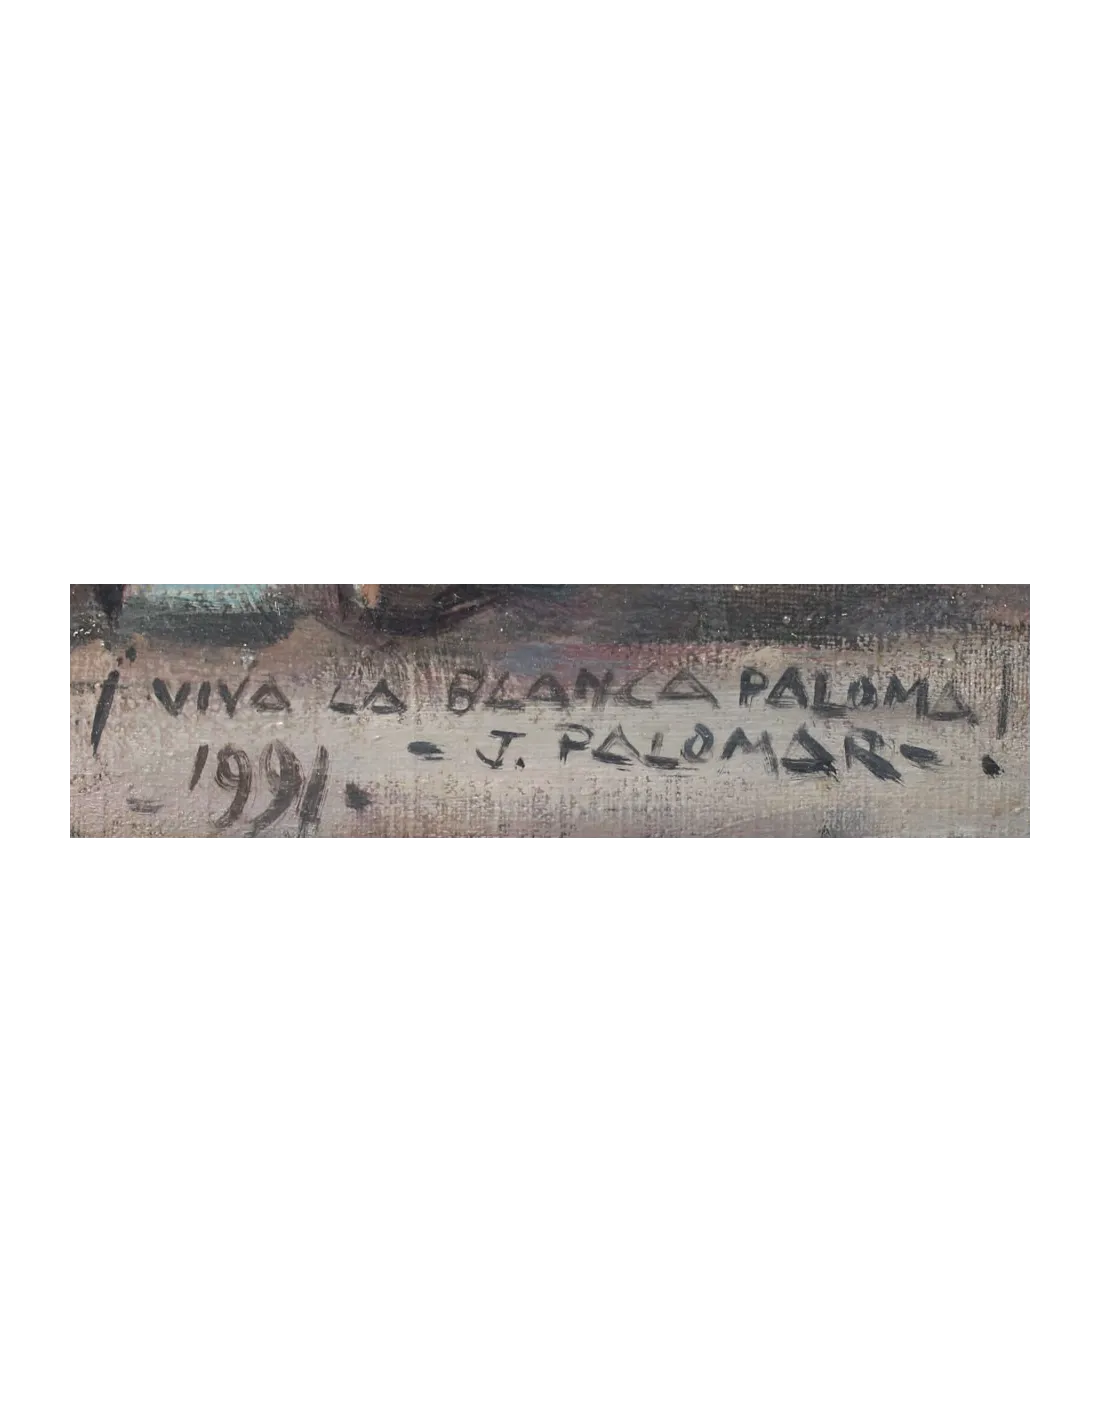 ¡VIVA LA BLANCA PALOMA!
- J. PALOMAR -
- 1991 -